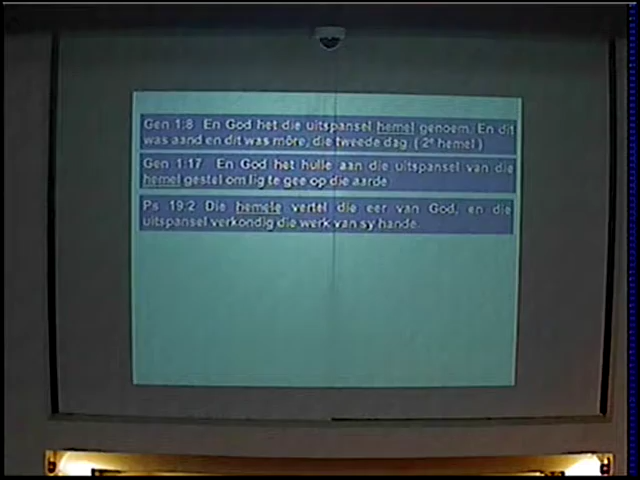 Gen 1:8 En God het die uitspansel hemel genoem. En dit
was aand en dit was môre, die tweede dag. ( 2e hemel )
Gen 1:17 En God het hulle aan die uitspansel van die
hemel gestel om lig te gee op die aarde
Ps 19:2 Die hemele vertel die eer van God, en die
uitspansel verkondig die werk van sy hande.